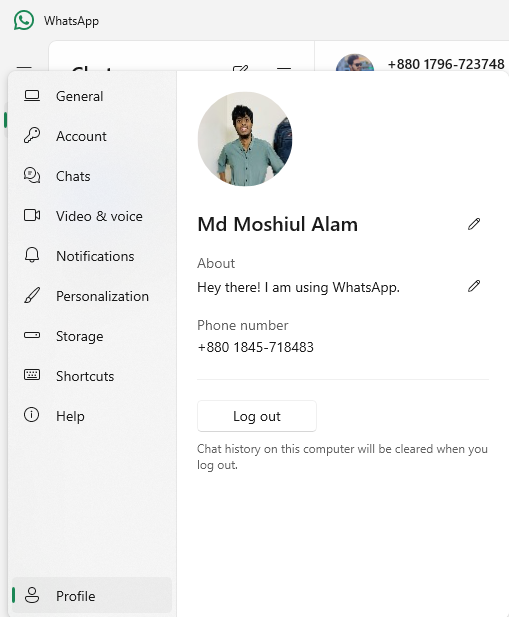 WhatsApp
+880 1796-723748
General
Account
Chats
Video & voice
Notifications
Personalization
Storage
Shortcuts
Help
Profile
Md Moshiul Alam
About
Hey there! I am using WhatsApp.
Phone number
+880 1845-718483
Log out
Chat history on this computer will be cleared when you
log out.